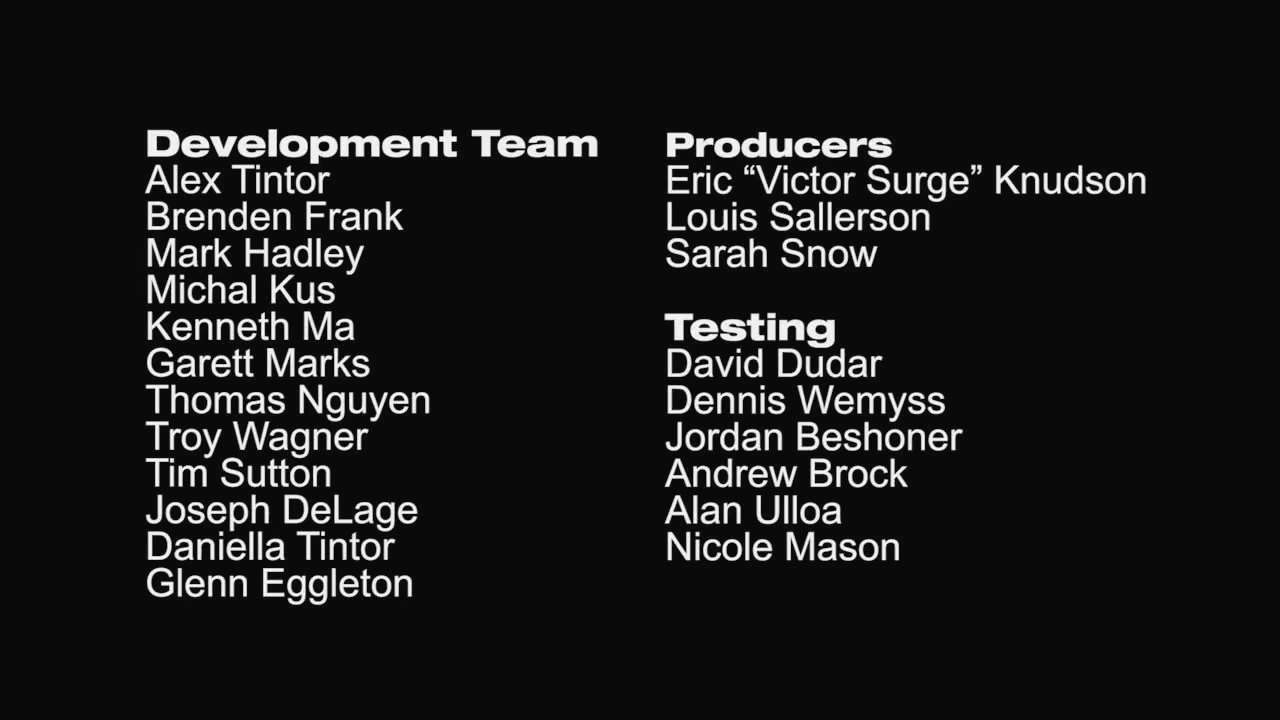 Development Team
Alex Tintor
Brenden Frank
Mark Hadley
Michal Kus
Kenneth Ma
Garett Marks
Thomas Nguyen
Troy Wagner
Tim Sutton
Joseph DeLage
Daniella Tintor
Glenn Eggleton
Producers
Eric “Victor Surge” Knudson
Louis Sallerson
Sarah Snow
Testing
David Dudar
Dennis Wemyss
Jordan Beshoner
Andrew Brock
Alan Ulloa
Nicole Mason